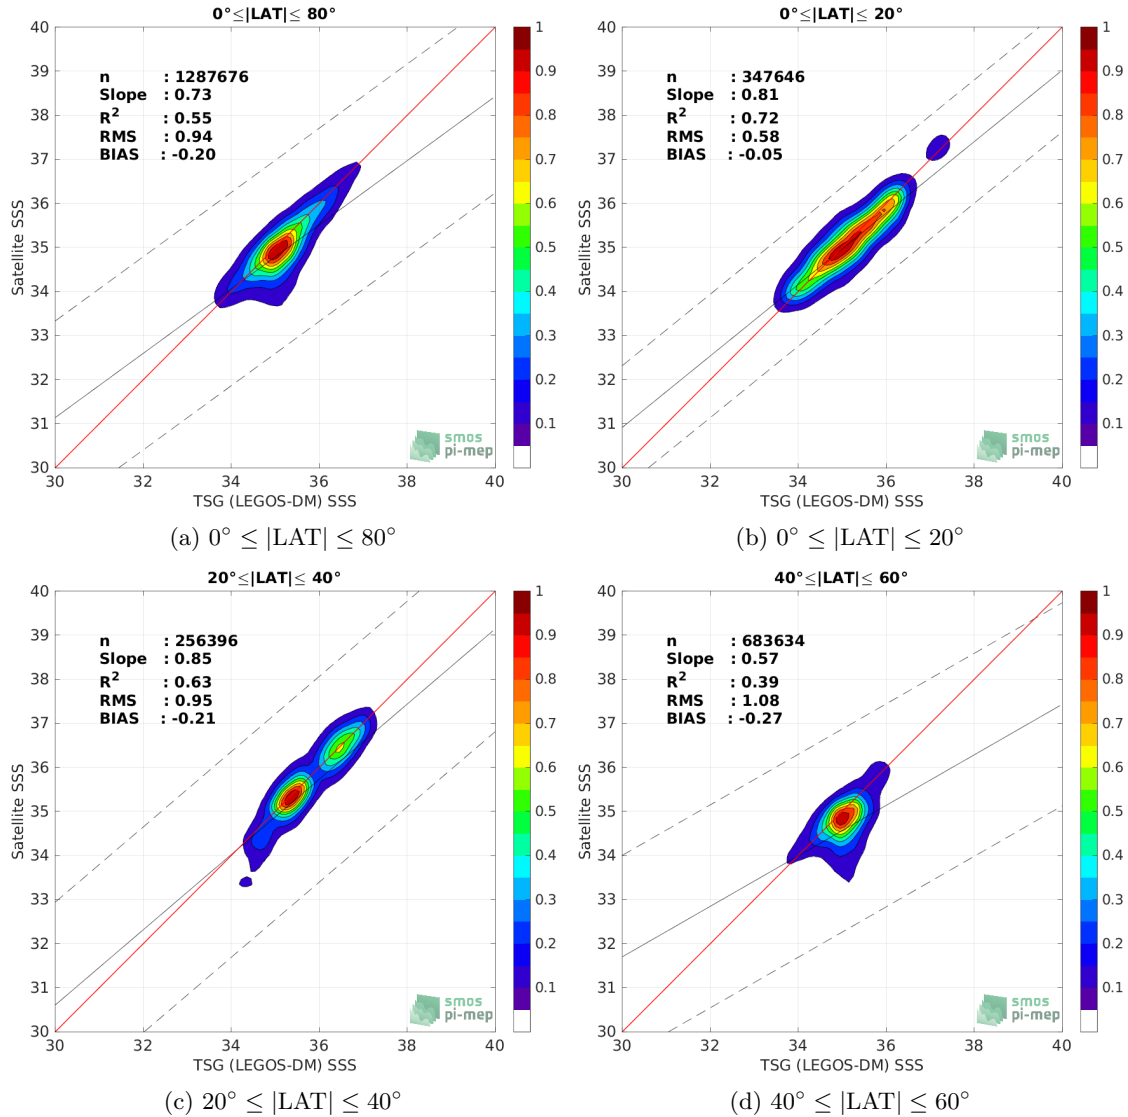 0°≤|LAT|≤ 80°
n : 1287676
Slope : 0.73
R² : 0.55
RMS : 0.94
BIAS : -0.20
40
39
38
37
36
35
34
33
32
31
30
Satellite SSS
30 32 34 36 38 40
TSG (LEGOS-DM) SSS
1
0.9
0.8
0.7
0.6
0.5
0.4
0.3
0.2
0.1
smos
pi-mep
(a) 0° ≤ |LAT| ≤ 80°
0°≤|LAT|≤ 20°
n : 347646
Slope : 0.81
R² : 0.72
RMS : 0.58
BIAS : -0.05
40
39
38
37
36
35
34
33
32
31
30
Satellite SSS
30 32 34 36 38 40
TSG (LEGOS-DM) SSS
1
0.9
0.8
0.7
0.6
0.5
0.4
0.3
0.2
0.1
smos
pi-mep
(b) 0° ≤ |LAT| ≤ 20°
20°≤|LAT|≤ 40°
n : 256396
Slope : 0.85
R² : 0.63
RMS : 0.95
BIAS : -0.21
40
39
38
37
36
35
34
33
32
31
30
Satellite SSS
30 32 34 36 38 40
TSG (LEGOS-DM) SSS
1
0.9
0.8
0.7
0.6
0.5
0.4
0.3
0.2
0.1
smos
pi-mep
(c) 20° ≤ |LAT| ≤ 40°
40°≤|LAT|≤ 60°
n : 683634
Slope : 0.57
R² : 0.39
RMS : 1.08
BIAS : -0.27
40
39
38
37
36
35
34
33
32
31
30
Satellite SSS
30 32 34 36 38 40
TSG (LEGOS-DM) SSS
1
0.9
0.8
0.7
0.6
0.5
0.4
0.3
0.2
0.1
smos
pi-mep
(d) 40° ≤ |LAT| ≤ 60°